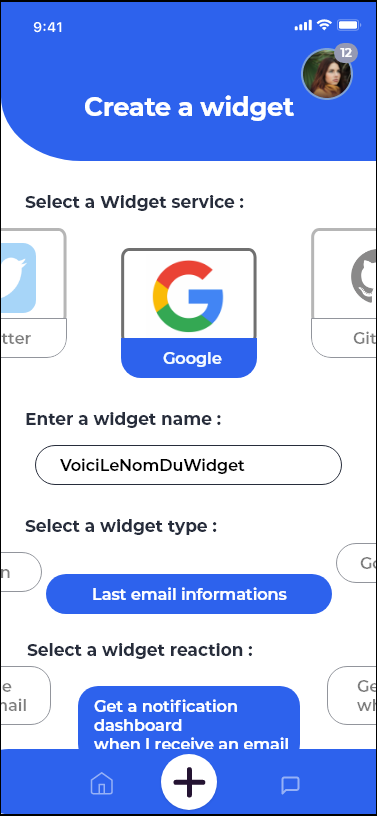 9:41
12
Create a widget
Select a Widget service :
tter
Google
Git
Enter a widget name :
VoiciLeNomDuWidget
Select a widget type :
n
Last email informations
Go
Select a widget reaction :
e
nail
Get a notification
dashboard
when I receive an email
Ge
wh